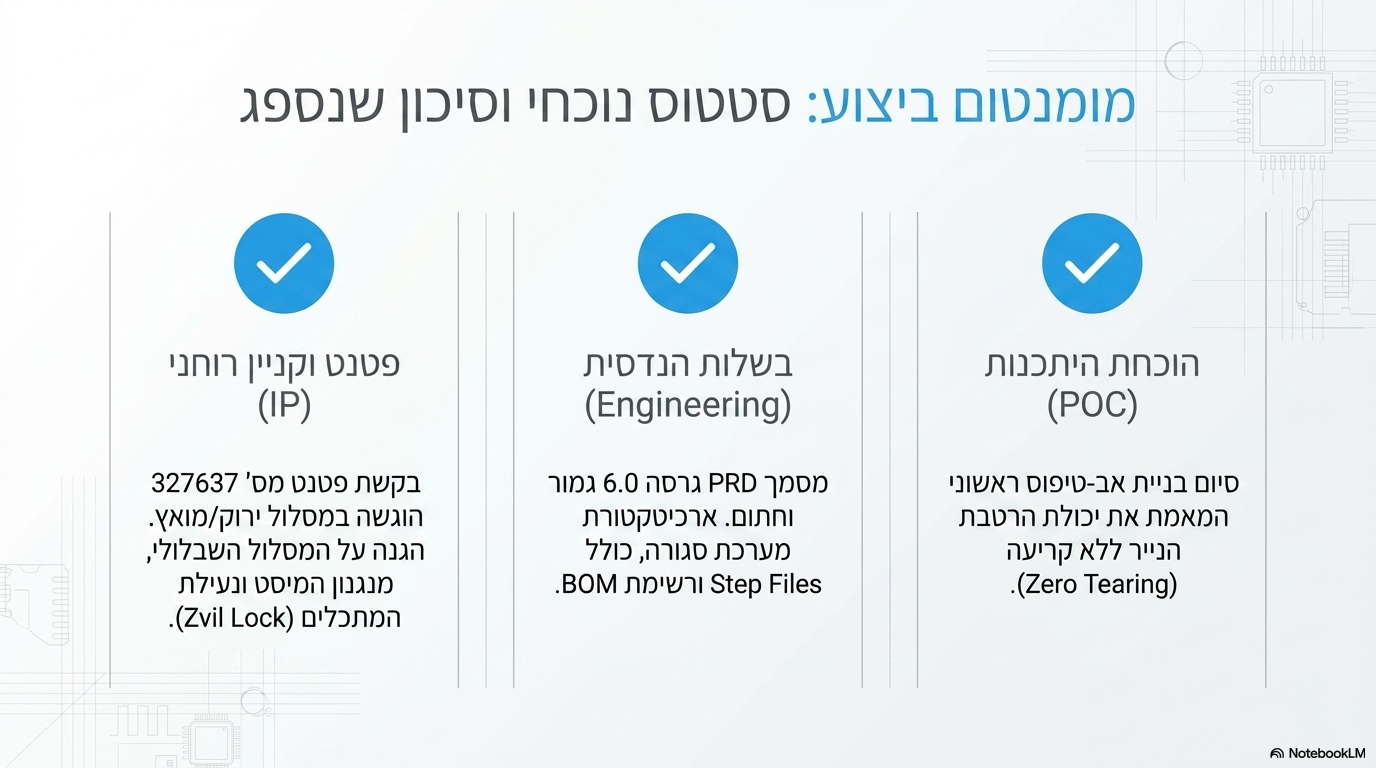 מומנטום ביצוע: סטטוס נוכחי וסיכון שנספג
הוכחת היתכנות
(POC)
סיום בניית אב-טיפוס ראשוני
המאמת את יכולת הרטבת
הנייר ללא קריעה
(Zero Tearing).
בשלות הנדסית
(Engineering)
מסמך PRD גרסה 6.0 גמור
וחתום. ארכיטקטורת
מערכת סגורה, כולל
Step Files ורשימת BOM.
פטנט וקניין רוחני
(IP)
בקשת פטנט מס' 327637
הוגשה במסלול ירוק/מואץ.
הגנה על המסלול השבלולי,
מנגנון המיסט ונעילת
המתכלים (Zvil Lock).
NotebookLM